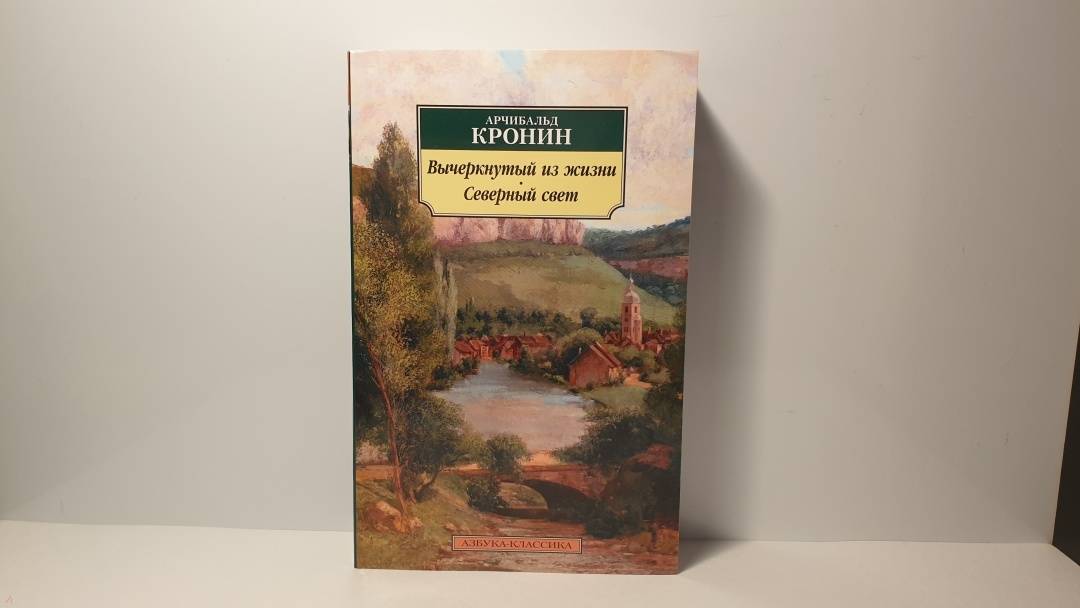 АРЧИБАЛЬД
КРОНИН
Вычеркнутый из жизни
·
Северный свет
АЗБУКА-КЛАССИКА